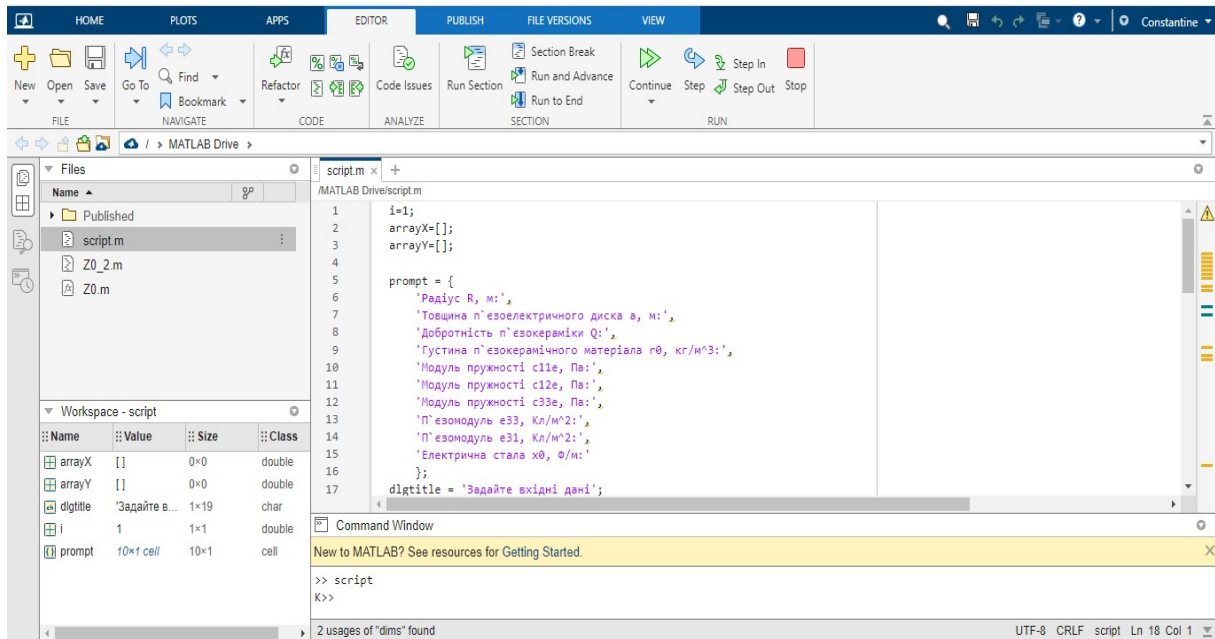 HOME PLOTS APPS EDITOR PUBLISH FILE VERSIONS VIEW Constantine
New Open Save Go To Find Bookmark Refactor Code Issues Run Section Section Break Run and Advance Run to End Continue Step Step In Step Out Stop
FILE NAVIGATE CODE ANALYZE SECTION RUN
/ > MATLAB Drive >
Files
Name
Published
script.m
Z0_2.m
Z0.m
Workspace - script
Name Value Size Class
arrayX [ ] 0×0 double
arrayY [ ] 0×0 double
dlgtitle 'Задайте в... 1×19 char
i 1 1×1 double
prompt 10×1 cell 10×1 cell
script.m × +
/MATLAB Drive/script.m
1 i=1;
2 arrayX=[];
3 arrayY=[];
4
5 prompt = {
6 'Радіус R, м:',
7 'Товщина п`єзоелектричного диска a, м:',
8 'Добротність п`єзокераміки Q:',
9 'Густина п`єзокерамічного матеріала r0, кг/м^3:',
10 'Модуль пружності c11e, Па:',
11 'Модуль пружності c12e, Па:',
12 'Модуль пружності c33e, Па:',
13 'П`єзомодуль e33, Кл/м^2:',
14 'П`єзомодуль e31, Кл/м^2:',
15 'Електрична стала x0, Ф/м:'
16 };
17 dlgtitle = 'Задайте вхідні дані';
Command Window
New to MATLAB? See resources for Getting Started.
>> script
K>>
2 usages of "dims" found
UTF-8 CRLF script Ln 18 Col 1